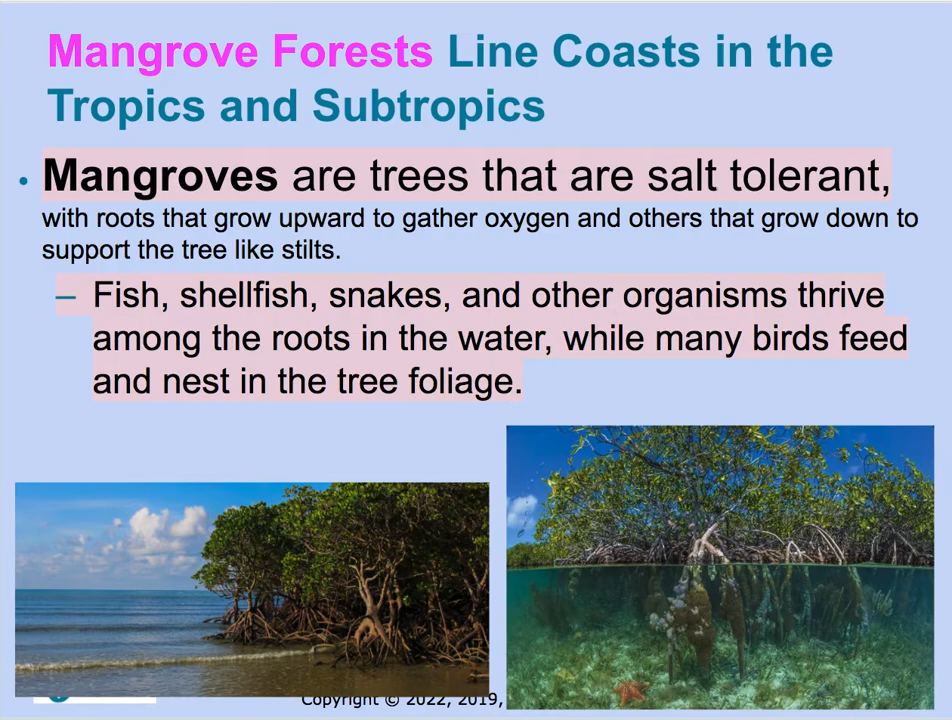 Mangrove Forests Line Coasts in the
Tropics and Subtropics
• Mangroves are trees that are salt tolerant,
with roots that grow upward to gather oxygen and others that grow down to
support the tree like stilts.
– Fish, shellfish, snakes, and other organisms thrive
among the roots in the water, while many birds feed
and nest in the tree foliage.
Copyright © 2022, 2019,